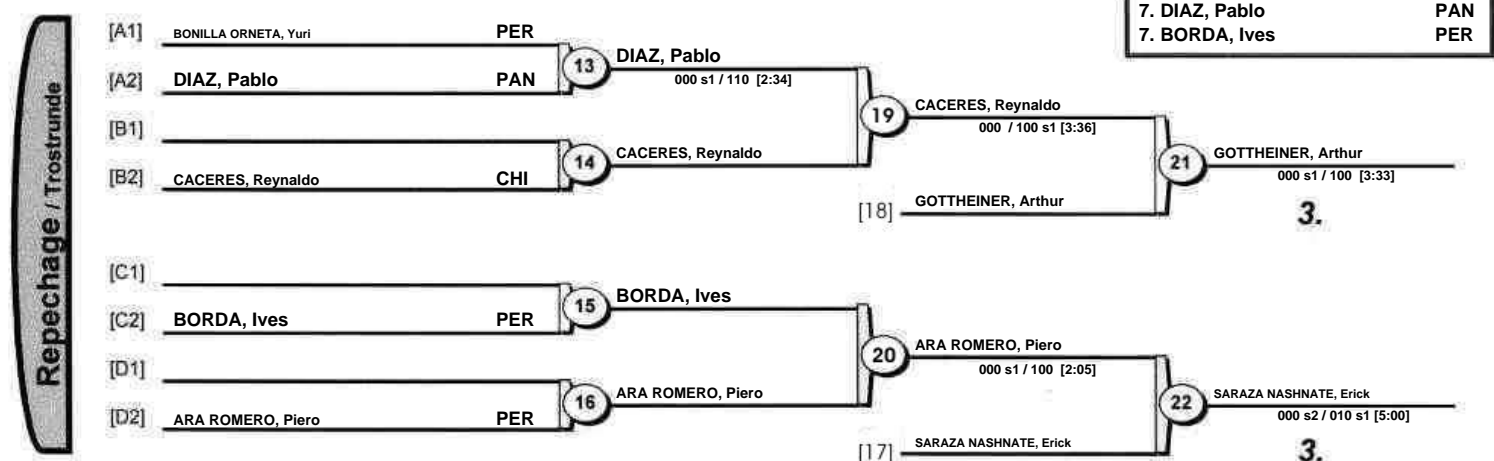 7. DIAZ, Pablo PAN
7. BORDA, Ives PER
Repechage / Trostrunde
[A1] BONILLA ORNETA, Yuri PER
13 DIAZ, Pablo
000 s1 / 110 [2:34]
[A2] DIAZ, Pablo PAN
19 CACERES, Reynaldo
000 / 100 s1 [3:36]
[B1]
14 CACERES, Reynaldo
21 GOTTHEINER, Arthur
000 s1 / 100 [3:33]
[B2] CACERES, Reynaldo CHI
[18] GOTTHEINER, Arthur
3.
[C1]
15 BORDA, Ives
[C2] BORDA, Ives PER
20 ARA ROMERO, Piero
000 s1 / 100 [2:05]
[D1]
16 ARA ROMERO, Piero
22 SARAZA NASHNATE, Erick
000 s2 / 010 s1 [5:00]
[D2] ARA ROMERO, Piero PER
[17] SARAZA NASHNATE, Erick
3.